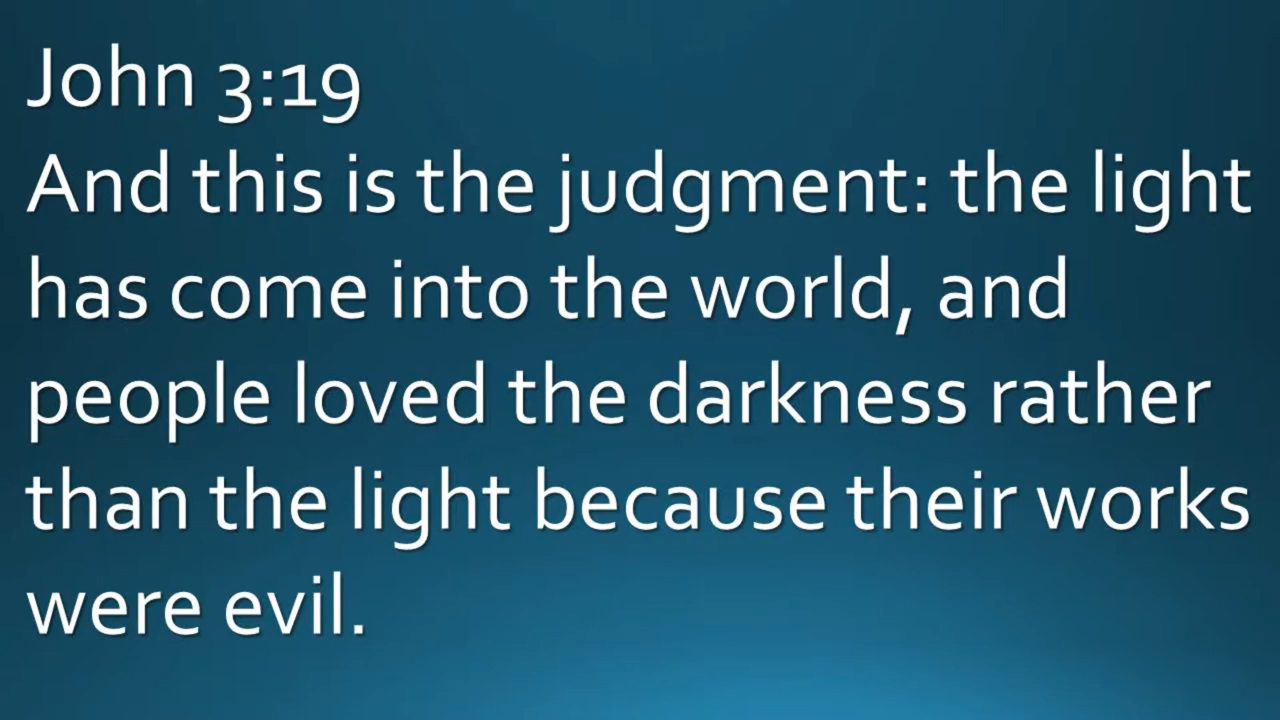 John 3:19
And this is the judgment: the light
has come into the world, and
people loved the darkness rather
than the light because their works
were evil.